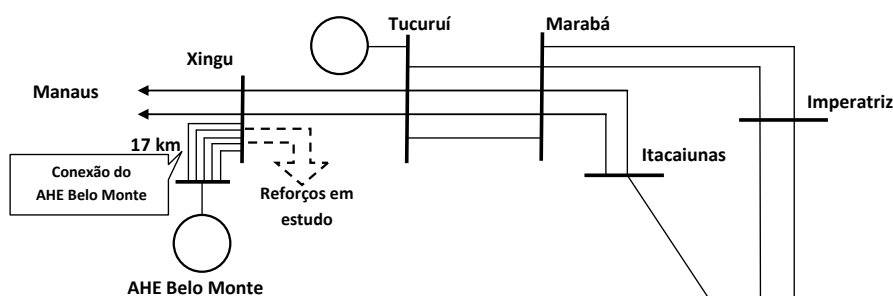 Tucuruí
Marabá
Xingu
Manaus
Imperatriz
17 km
Itacaiunas
Conexão do
AHE Belo Monte
Reforços em
estudo
AHE Belo Monte